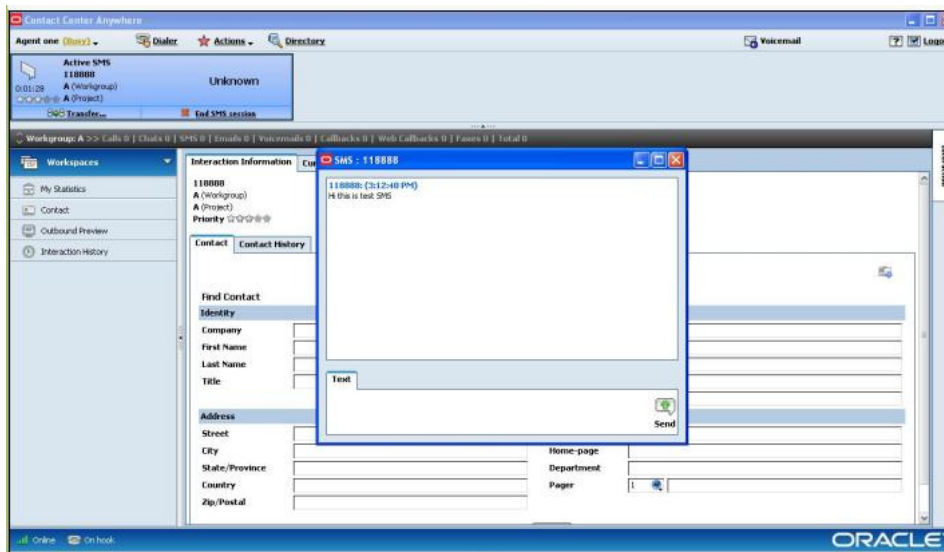 Contact Center Anywhere
Agent one (Busy)
Dialer
Actions
Directory
Voicemail
? Logo
Active SMS
118888
0:01:28 A (Workgroup)
A (Project)
Unknown
Transfer...
End SMS session
Workgroup: A >> Calls 0 | Chats 0 | SMS 0 | Emails 0 | Voicemails 0 | Callbacks 0 | Web Callbacks 0 | Faxes 0 | Total 0
Workspaces
My Statistics
Contact
Outbound Preview
Interaction History
Interaction Information
Cu
118888
A (Workgroup)
A (Project)
Priority
Contact
Contact History
Find Contact
Identity
Company
First Name
Last Name
Title
Address
Street
City
State/Province
Country
Zip/Postal
SMS : 118888
118888: (3:12:40 PM)
Hi this is test SMS
Text
Send
Home-page
Department
Pager 1
Online
On hook
ORACLE